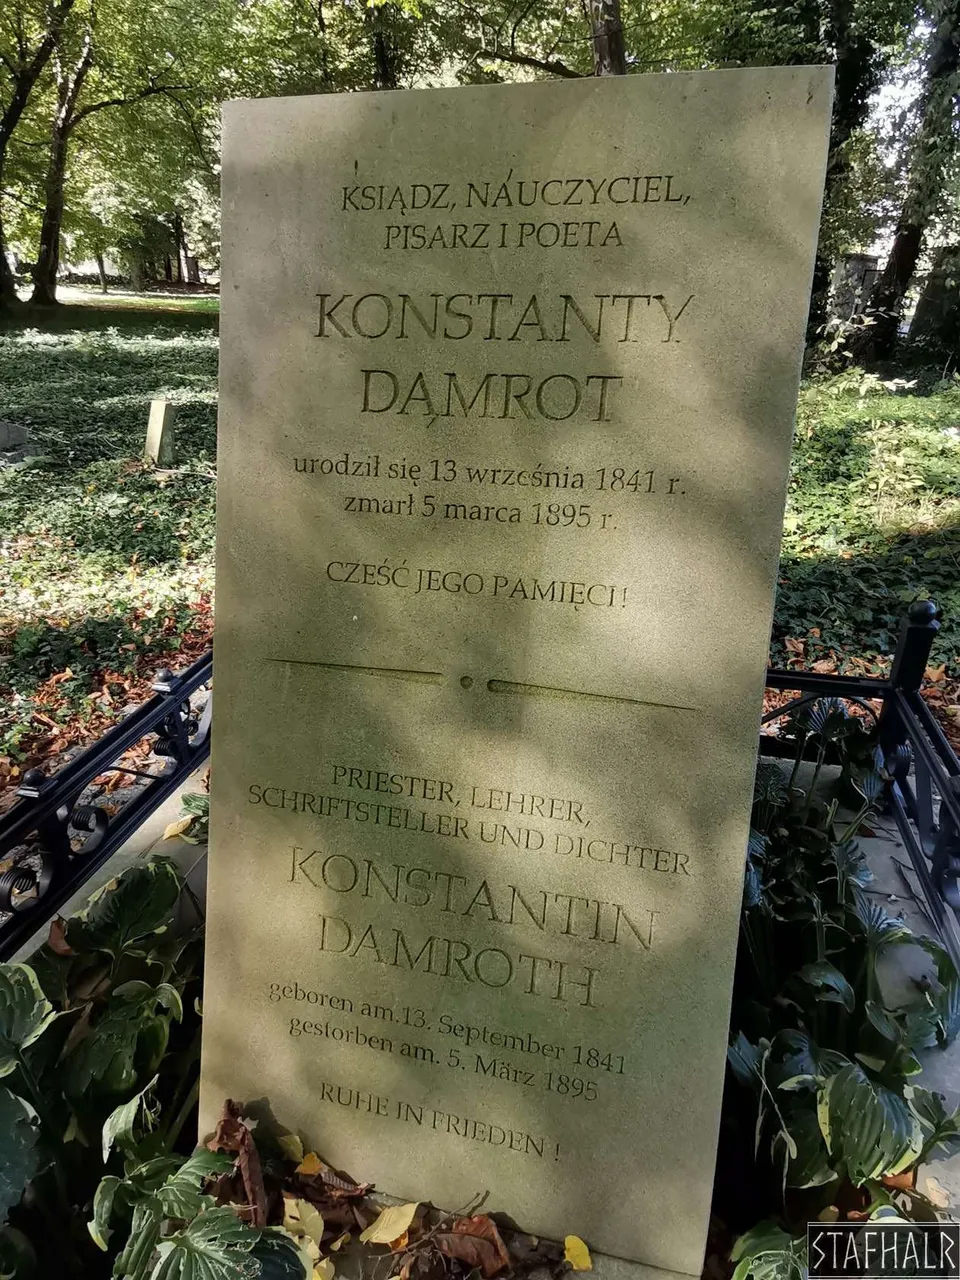 KSIĄDZ, NAUCZYCIEL,
PISARZ I POETA
KONSTANTY
DAMROT
urodził się 13 września 1841 r.
zmarł 5 marca 1895 r.
CZEŚĆ JEGO PAMIĘCI!
PRIESTER, LEHRER,
SCHRIFTSTELLER UND DICHTER
KONSTANTIN
DAMROTH
geboren am.13. September 1841
gestorben am. 5. März 1895
RUHE IN FRIEDEN !
STAFHALR